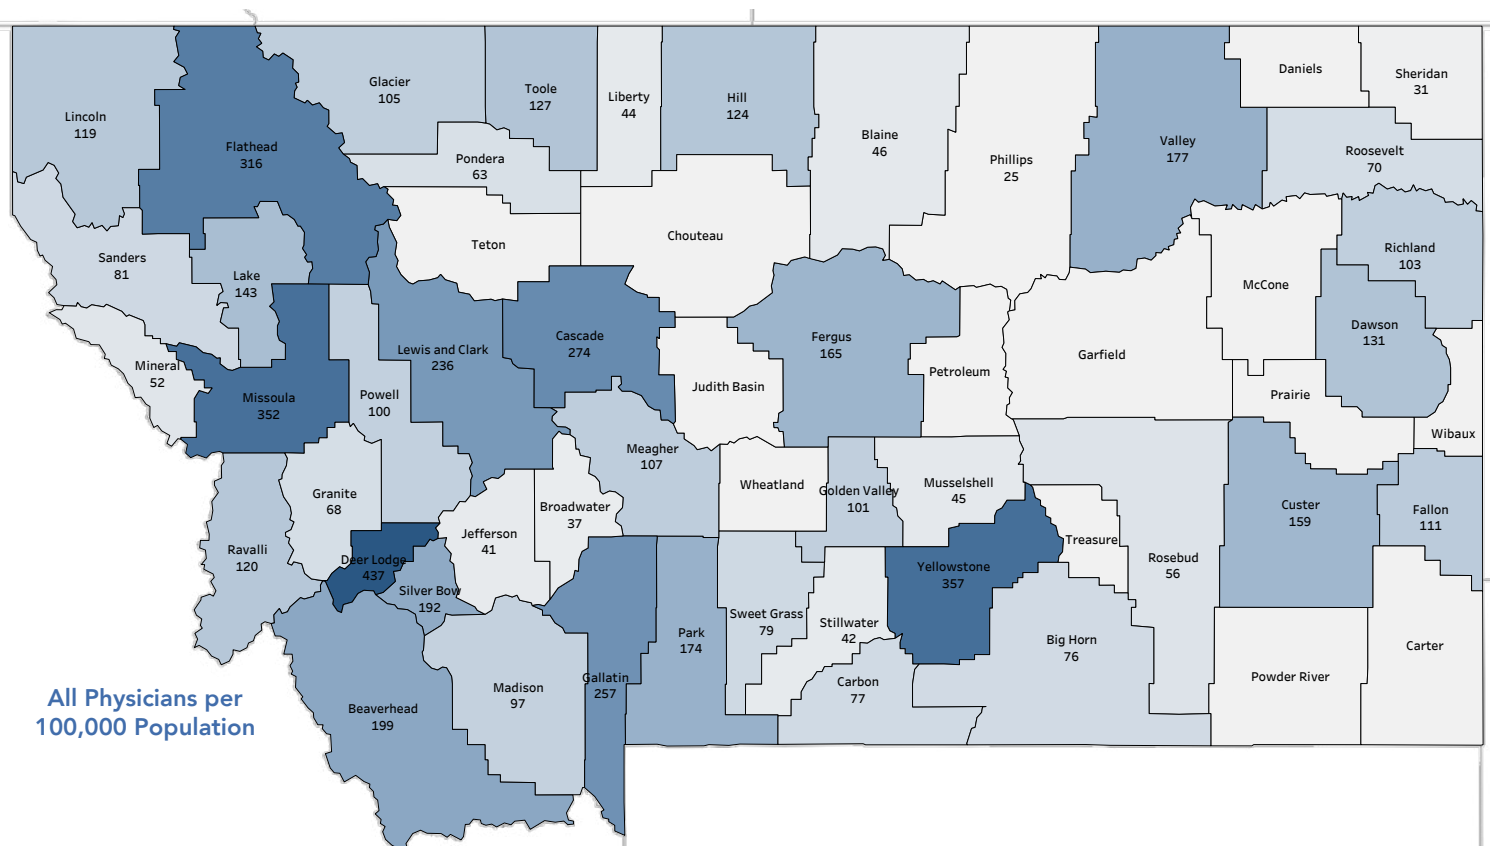 Lincoln
119
Flathead
316
Glacier
105
Toole
127
Liberty
44
Hill
124
Blaine
46
Phillips
25
Valley
177
Daniels
Sheridan
31
Roosevelt
70
Pondera
63
Teton
Chouteau
Sanders
81
Lake
143
Richland
103
McCone
Dawson
131
Mineral
52
Missoula
352
Powell
100
Lewis and Clark
236
Cascade
274
Judith Basin
Fergus
165
Petroleum
Garfield
Prairie
Wibaux
Meagher
107
Wheatland
Golden Valley
101
Musselshell
45
Granite
68
Jefferson
41
Broadwater
37
Treasure
Rosebud
56
Custer
159
Fallon
111
Ravalli
120
Deer Lodge
437
Silver Bow
192
Yellowstone
357
Park
174
Sweet Grass
79
Stillwater
42
Big Horn
76
Carter
Powder River
Beaverhead
199
Madison
97
Gallatin
257
Carbon
77
All Physicians per
100,000 Population